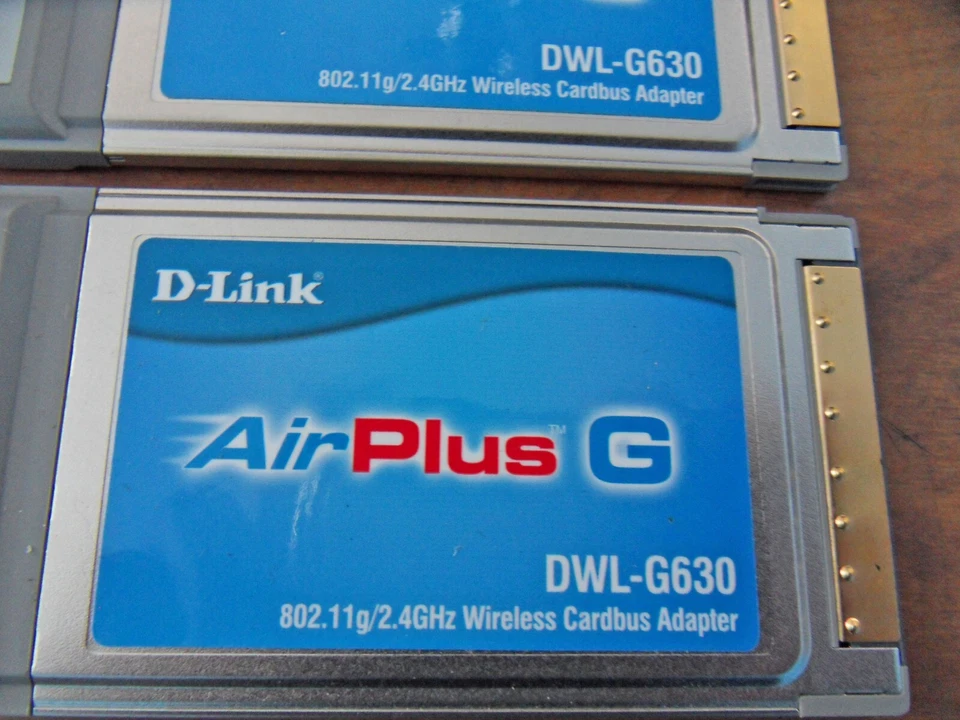 DWL-G630
802.11g/2.4GHz Wireless Cardbus Adapter
D-Link®
AirPlus™ G
DWL-G630
802.11g/2.4GHz Wireless Cardbus Adapter